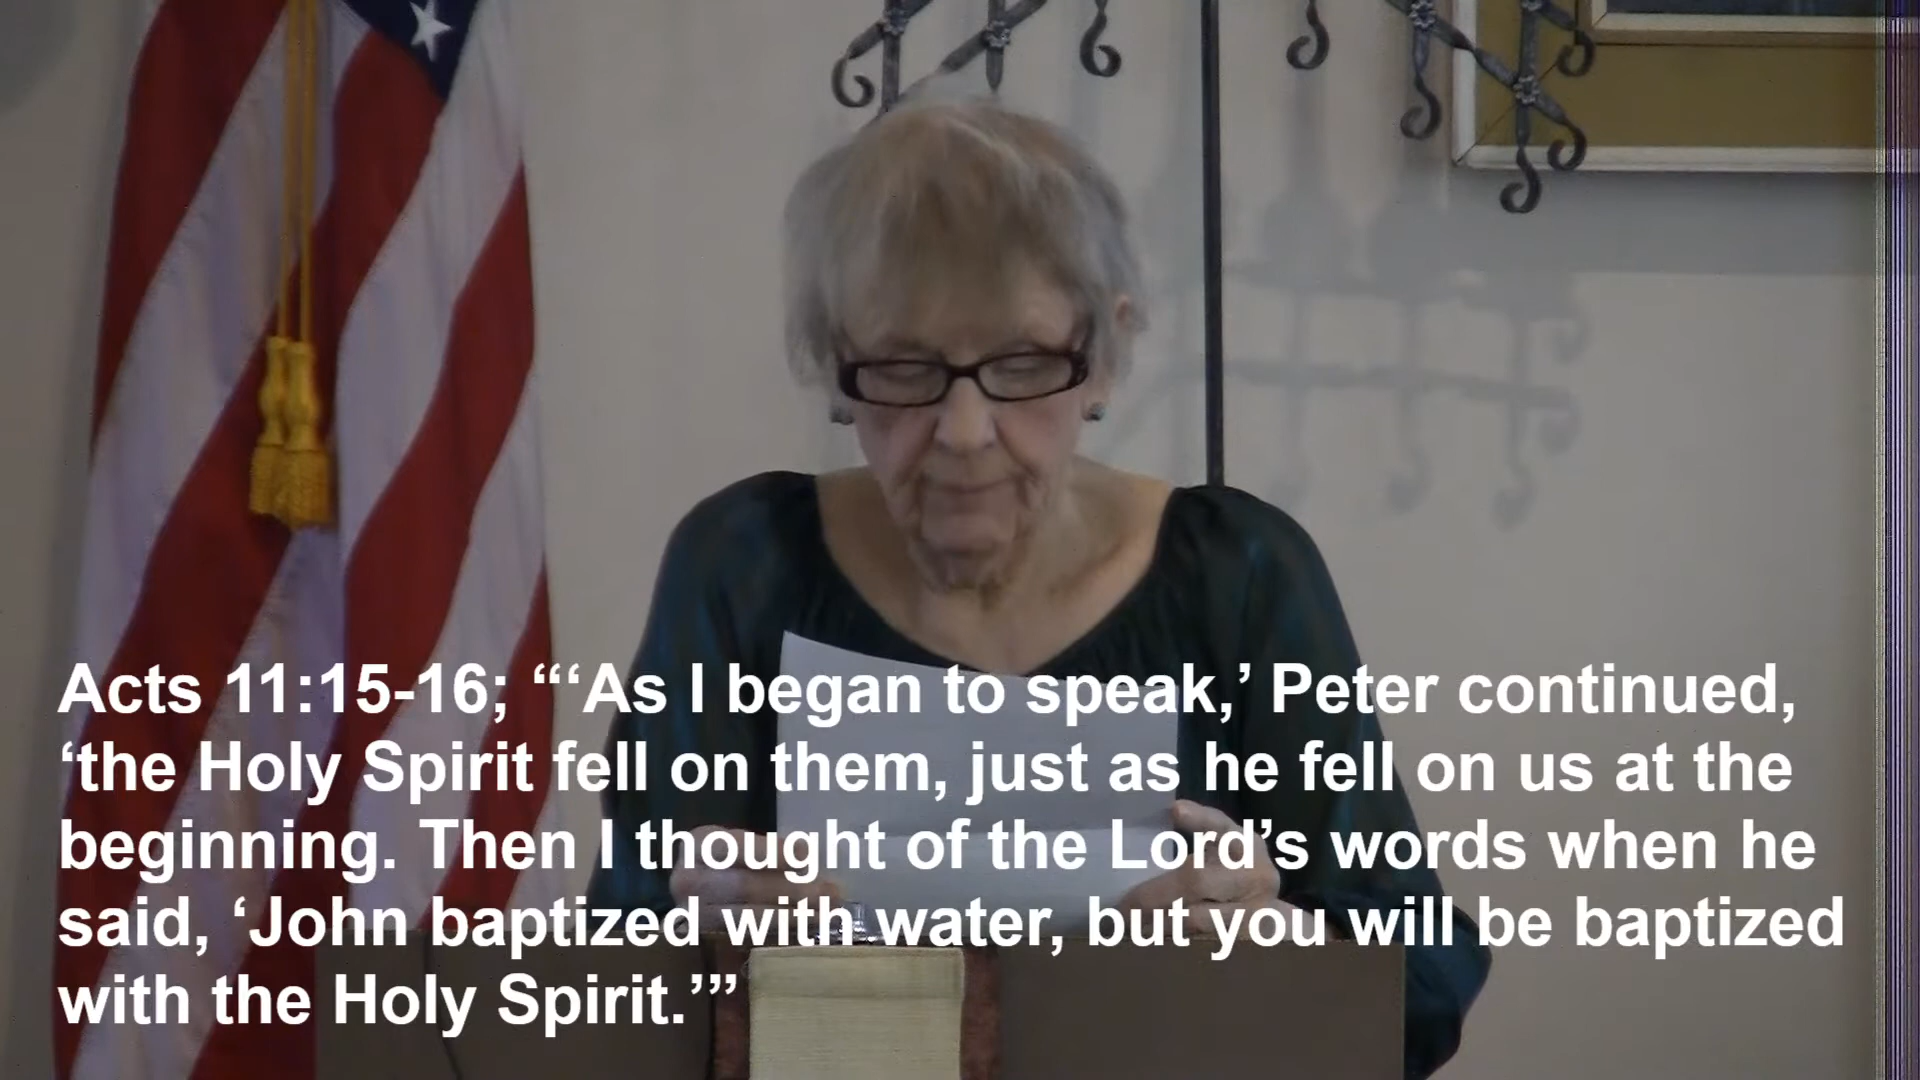 Acts 11:15-16; “‘As I began to speak,’ Peter continued,
‘the Holy Spirit fell on them, just as he fell on us at the
beginning. Then I thought of the Lord’s words when he
said, ‘John baptized with water, but you will be baptized
with the Holy Spirit.’”